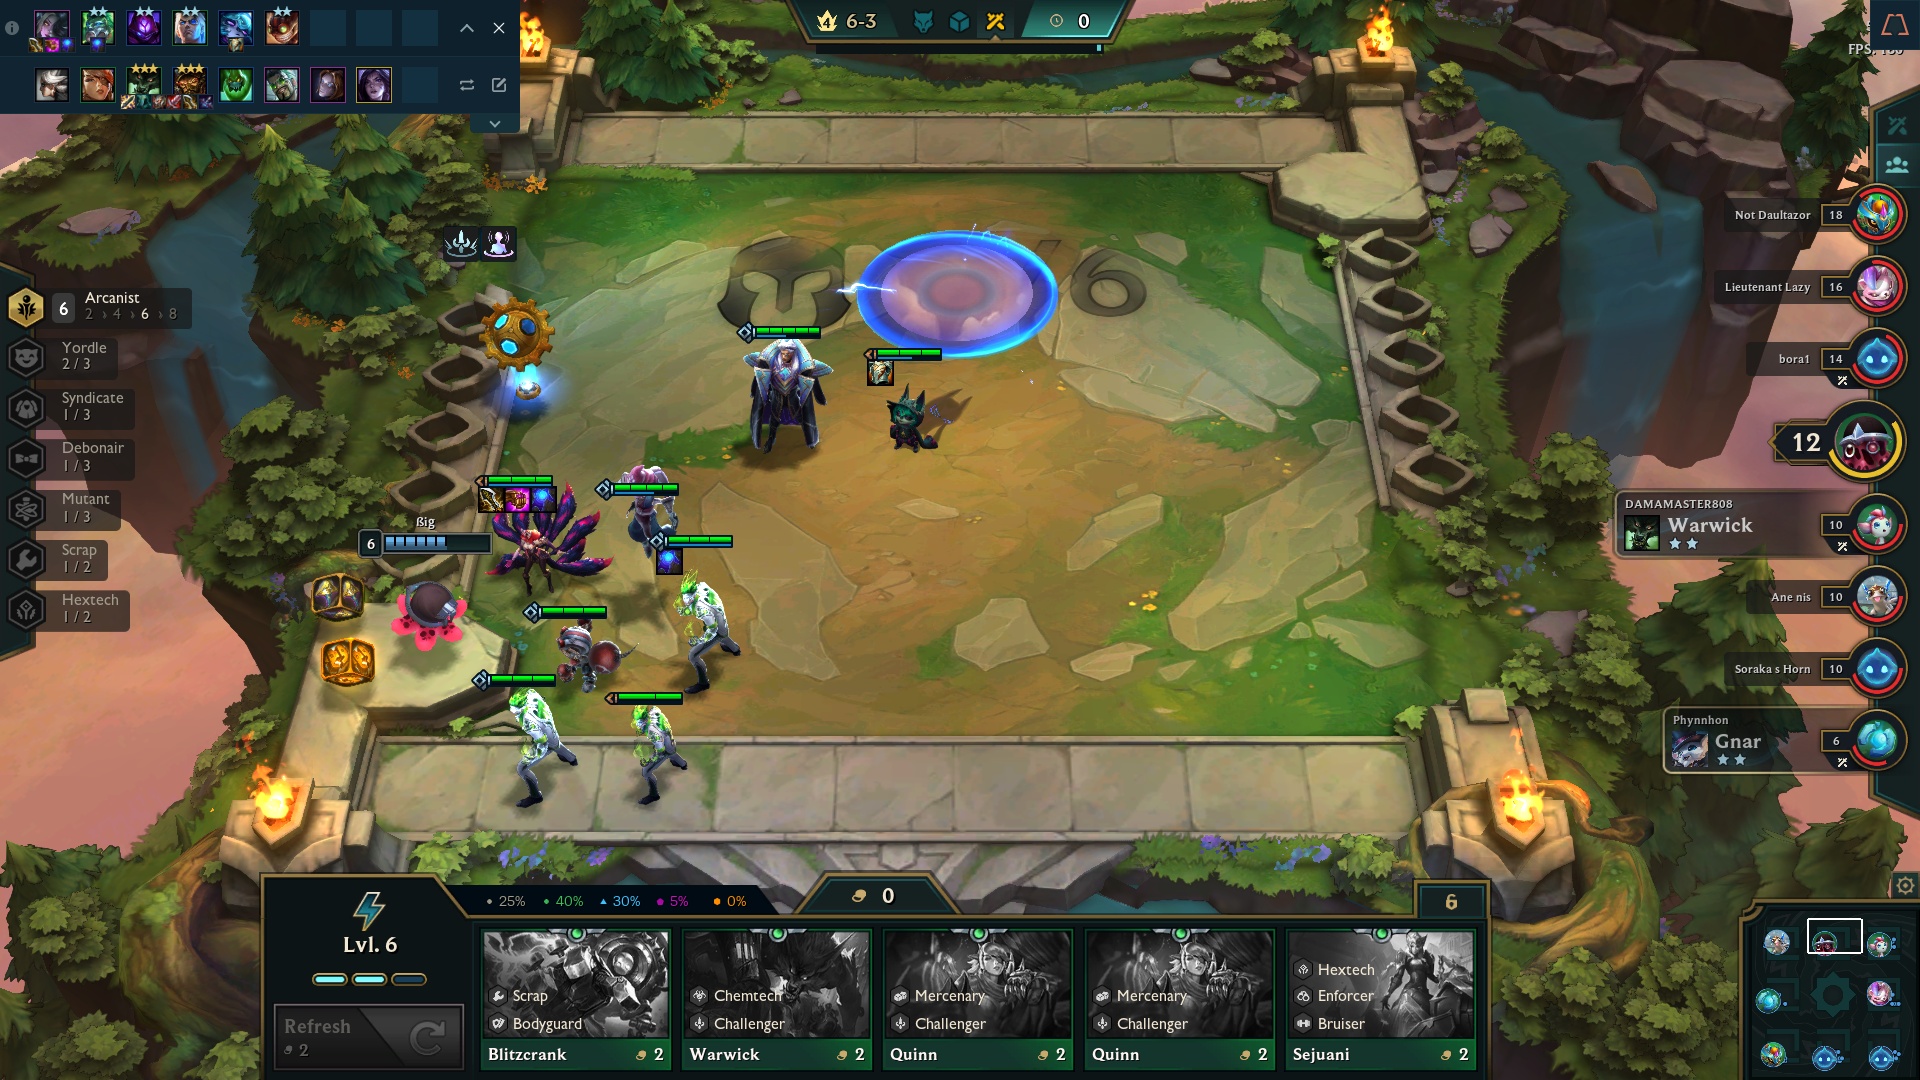 4
6-3
0
FPS:
6
Arcanist
2 › 4 › 6 › 8
Yordle
2 / 3
Syndicate
1 / 3
Debonair
1 / 3
Mutant
1 / 3
Scrap
1 / 2
Hextech
1 / 2
6
ßig
6
Not Daultazor
18
Lieutenant Lazy
16
bora1
14
12
DAMAMASTER808
Warwick
10
Ane nis
10
Soraka s Horn
10
Phynnhon
Gnar
6
Lvl. 6
Refresh
2
25%
40%
30%
5%
0%
0
6
Scrap
Bodyguard
Blitzcrank
2
Chemtech
Challenger
Warwick
2
Mercenary
Challenger
Quinn
2
Mercenary
Challenger
Quinn
2
Hextech
Enforcer
Bruiser
Sejuani
2